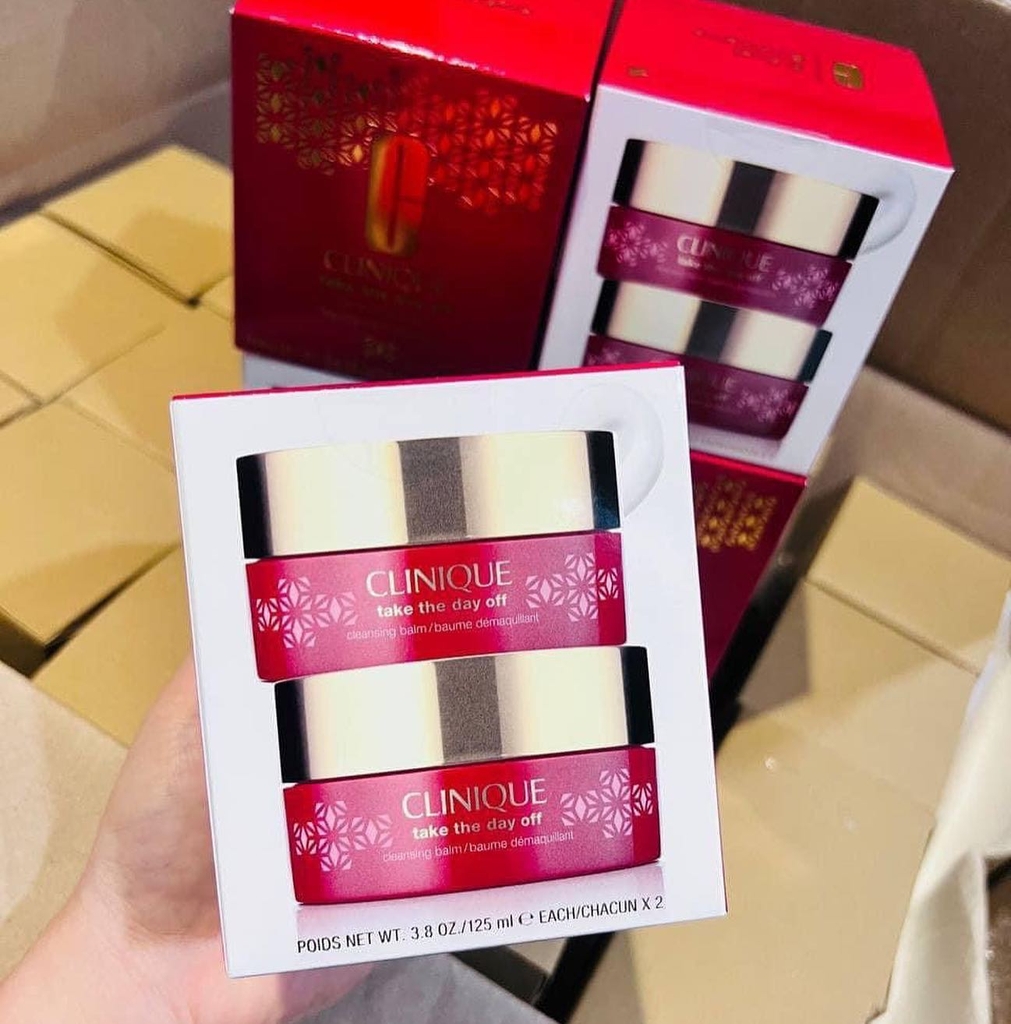 CLINIQUE
CLINIQUE
take the day off
CLINIQUE
take the day off
cleansing balm/baume démaquillant
CLINIQUE
take the day off
cleansing balm/baume démaquillant
POIDS NET WT. 3.8 OZ./125 ml ℮ EACH/CHACUN X 2